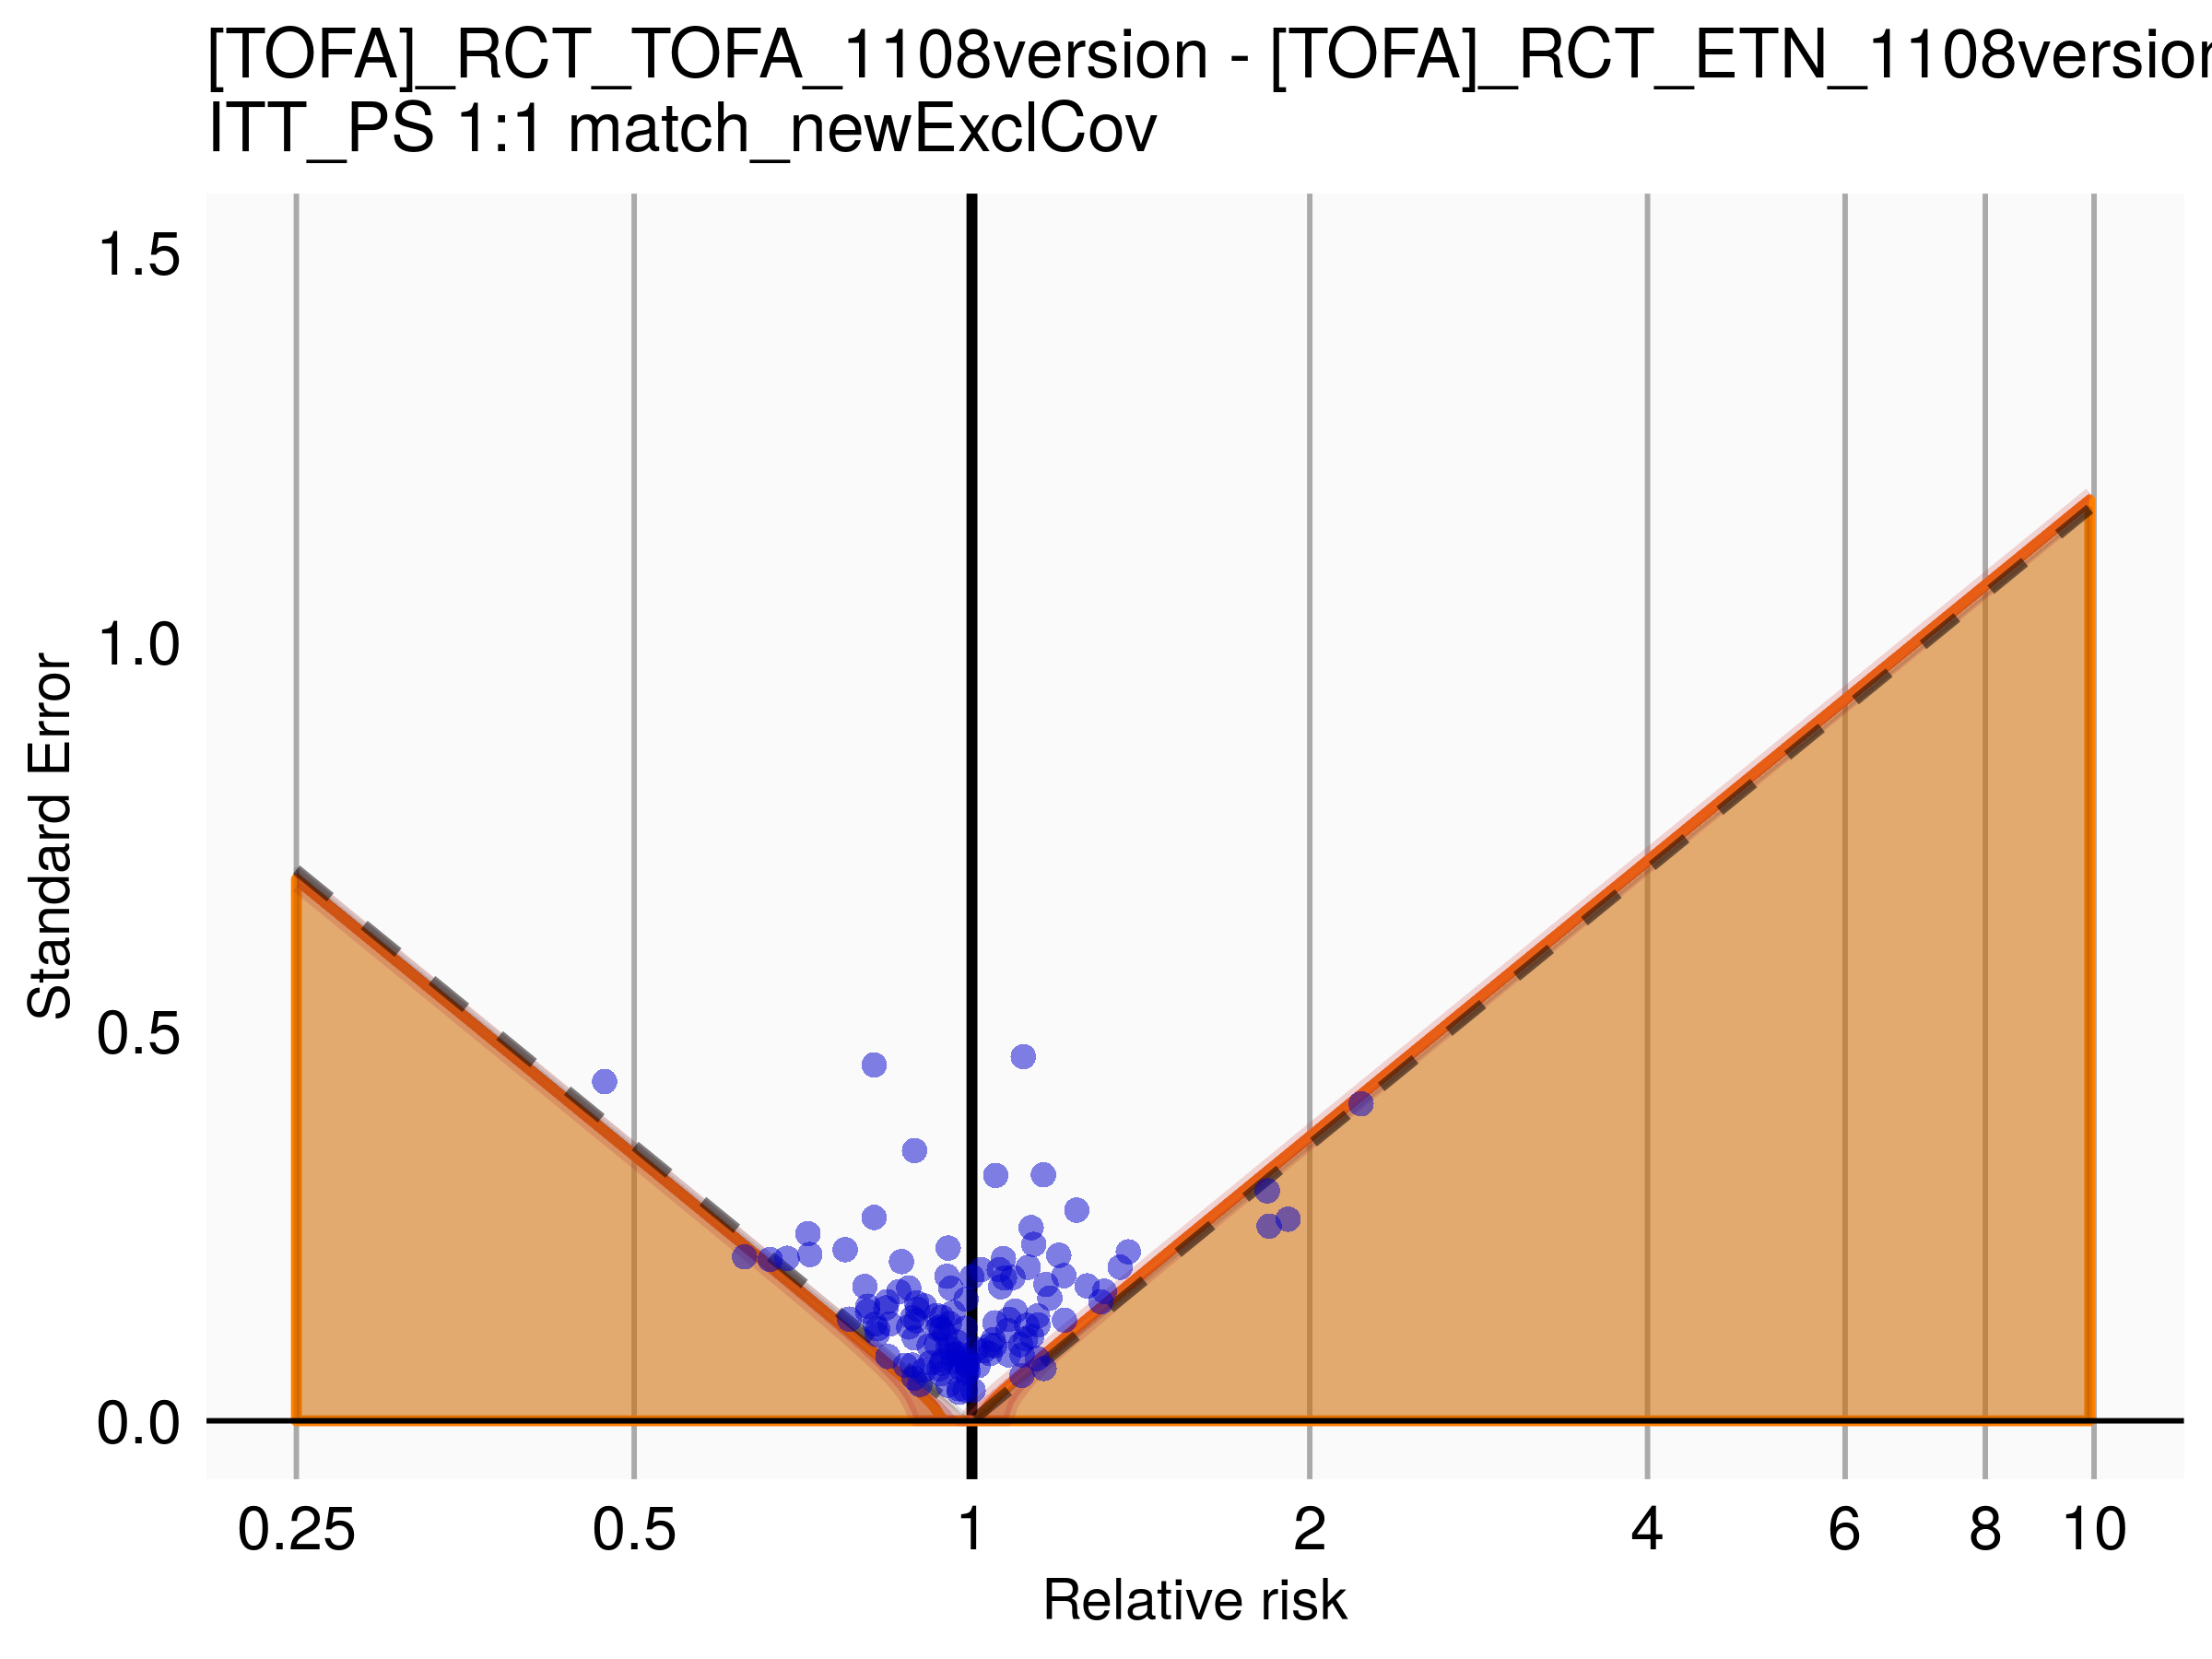 [TOFA]_RCT_TOFA_1108version - [TOFA]_RCT_ETN_1108version
ITT_PS 1:1 match_newExclCov
1.5
1.0
0.5
0.0
Standard Error
0.25 0.5 1 2 4 6 8 10
Relative risk